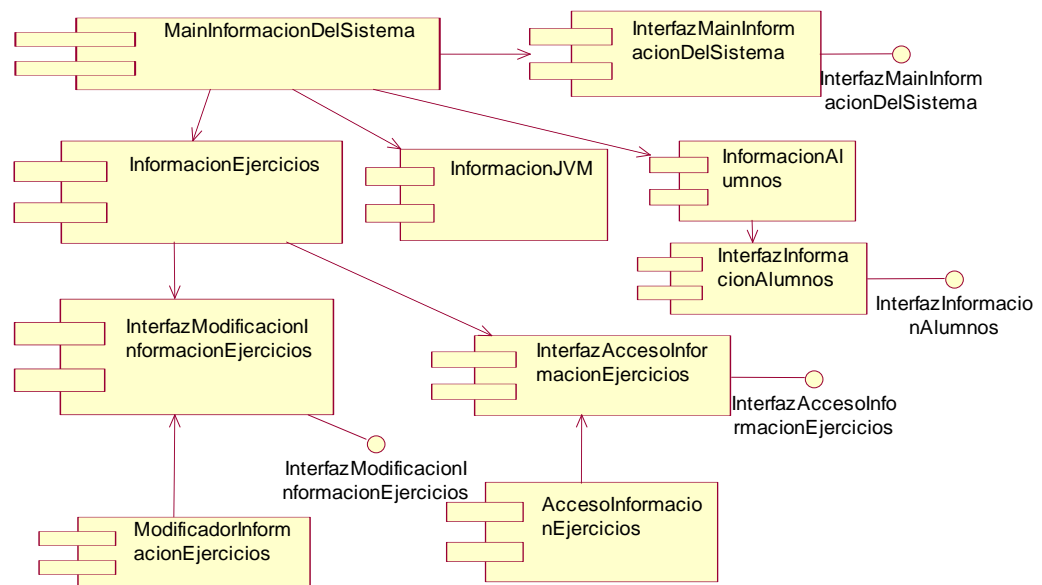 MainInformacionDelSistema
InterfazMainInform
acionDelSistema
InterfazMainInform
acionDelSistema
InformacionEjercicios
InformacionJVM
InformacionAl
umnos
InterfazInforma
cionAlumnos
InterfazInformacio
nAlumnos
InterfazModificacionI
nformacionEjercicios
InterfazAccesoInfor
macionEjercicios
InterfazAccesoInfo
rmacionEjercicios
InterfazModificacionI
nformacionEjercicios
ModificadorInform
acionEjercicios
AccesoInformacio
nEjercicios